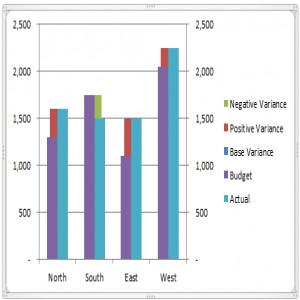 2,500
2,000
1,500
1,000
500
-
2,500
2,000
1,500
1,000
500
-
North
South
East
West
Negative Variance
Positive Variance
Base Variance
Budget
Actual